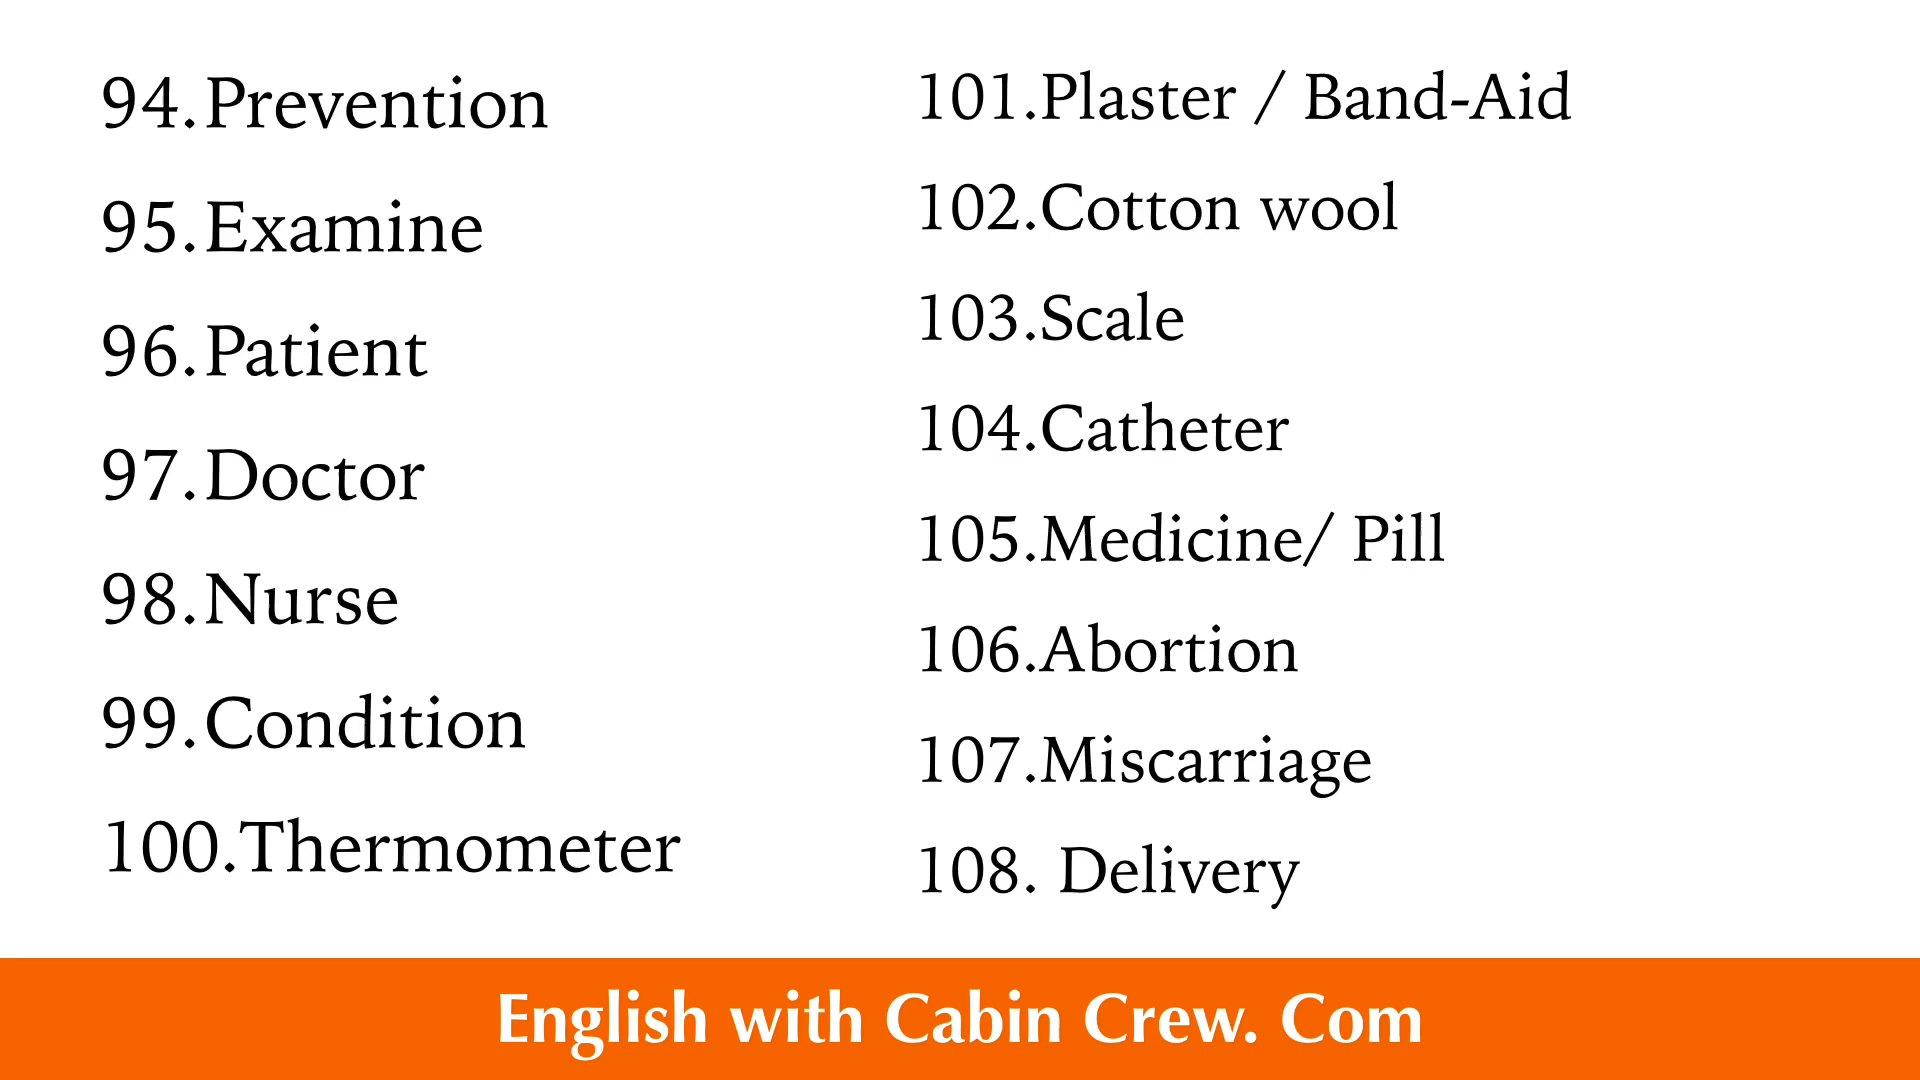 94.Prevention
95.Examine
96.Patient
97.Doctor
98.Nurse
99.Condition
100.Thermometer
101.Plaster / Band-Aid
102.Cotton wool
103.Scale
104.Catheter
105.Medicine/ Pill
106.Abortion
107.Miscarriage
108. Delivery
English with Cabin Crew. Com